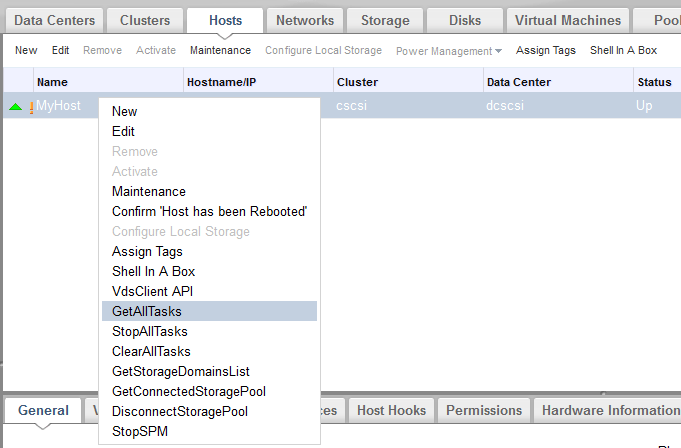 Data Centers Clusters Hosts Networks Storage Disks Virtual Machines Pool
New Edit Remove Activate Maintenance Configure Local Storage Power Management Assign Tags Shell In A Box
Name Hostname/IP Cluster Data Center Status
MyHost cscsi dcscsi Up
New
Edit
Remove
Activate
Maintenance
Confirm 'Host has been Rebooted'
Configure Local Storage
Assign Tags
Shell In A Box
VdsClient API
GetAllTasks
StopAllTasks
ClearAllTasks
GetStorageDomainsList
GetConnectedStoragePool
DisconnectStoragePool
StopSPM
General V ces Host Hooks Permissions Hardware Information